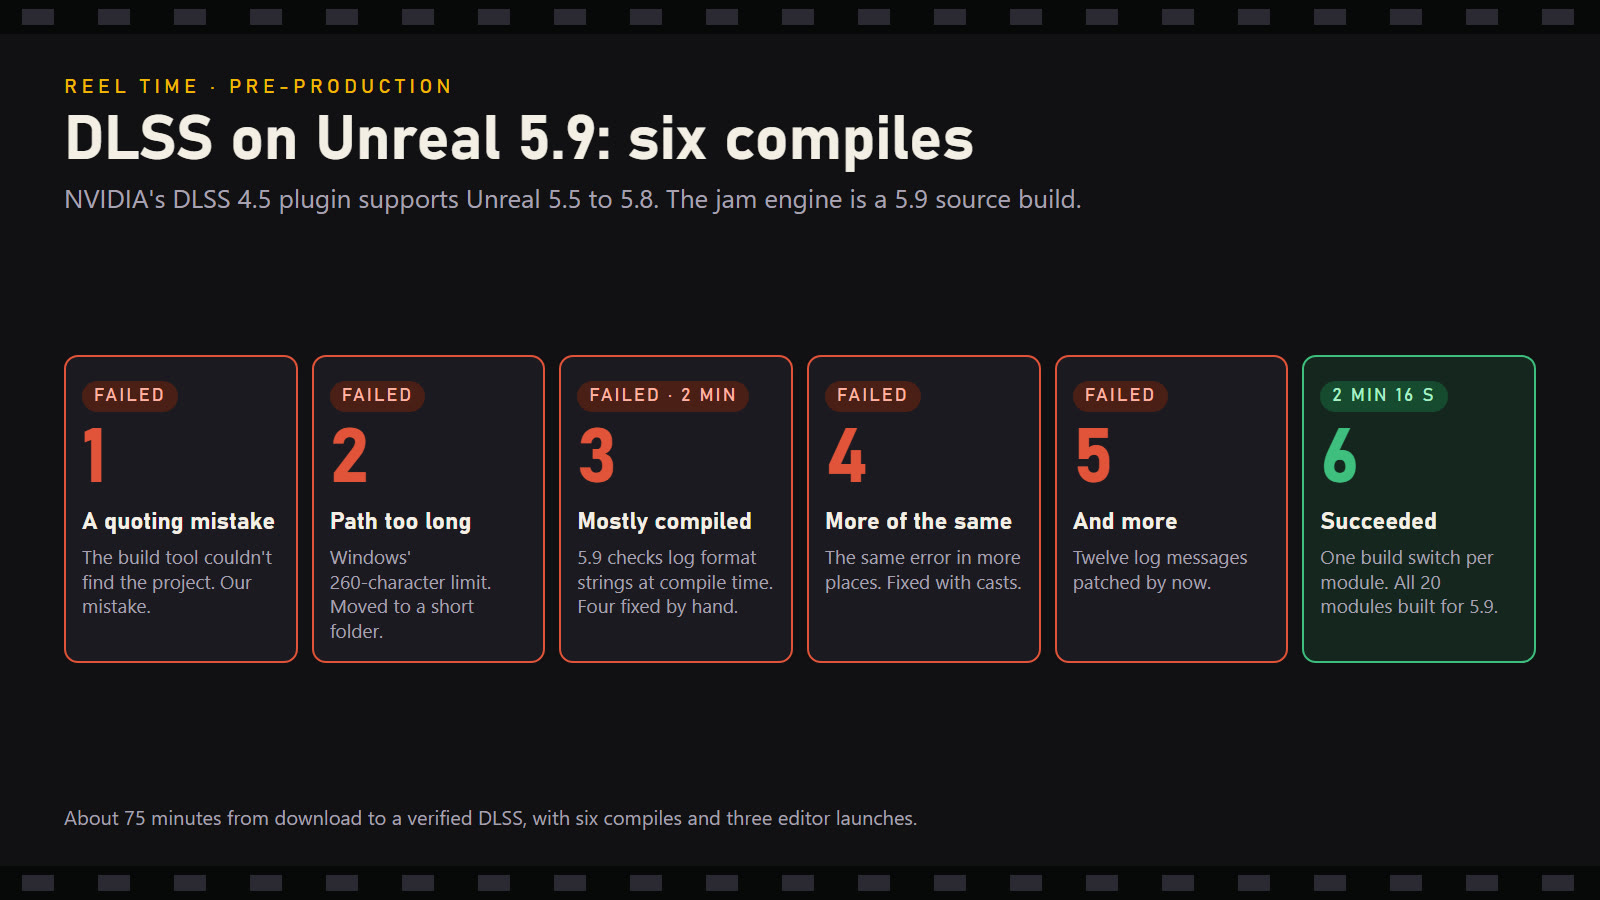 REEL TIME · PRE-PRODUCTION
DLSS on Unreal 5.9: six compiles
NVIDIA's DLSS 4.5 plugin supports Unreal 5.5 to 5.8. The jam engine is a 5.9 source build.
FAILED
1
A quoting mistake
The build tool couldn't
find the project. Our
mistake.
FAILED
2
Path too long
Windows'
260-character limit.
Moved to a short
folder.
FAILED · 2 MIN
3
Mostly compiled
5.9 checks log format
strings at compile time.
Four fixed by hand.
FAILED
4
More of the same
The same error in more
places. Fixed with casts.
FAILED
5
And more
Twelve log messages
patched by now.
2 MIN 16 S
6
Succeeded
One build switch per
module. All 20
modules built for 5.9.
About 75 minutes from download to a verified DLSS, with six compiles and three editor launches.